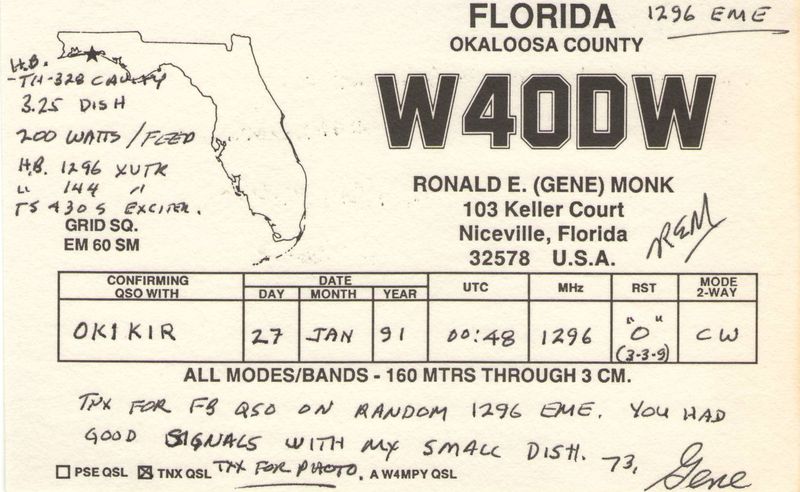 FLORIDA 1296 EME
OKALOOSA COUNTY
W4ODW
H.B.
TH-328 CAVITY
3.25 DISH
200 WATTS/FEED
H.B. 1296 XVTR
" 144 "
TS 430 S EXCITER.
GRID SQ.
EM 60 SM
RONALD E. (GENE) MONK
103 Keller Court
Niceville, Florida
32578 U.S.A.
REM
CONFIRMING QSO WITH DATE DAY MONTH YEAR UTC MHz RST MODE 2-WAY
OK1KIR 27 JAN 91 00:48 1296 "O" (3-3-9) CW
ALL MODES/BANDS - 160 MTRS THROUGH 3 CM.
TNX FOR FB QSO ON RANDOM 1296 EME. YOU HAD
GOOD SIGNALS WITH MY SMALL DISH. 73,
PSE QSL TNX QSL TNX FOR PHOTO. A W4MPY QSL Gene